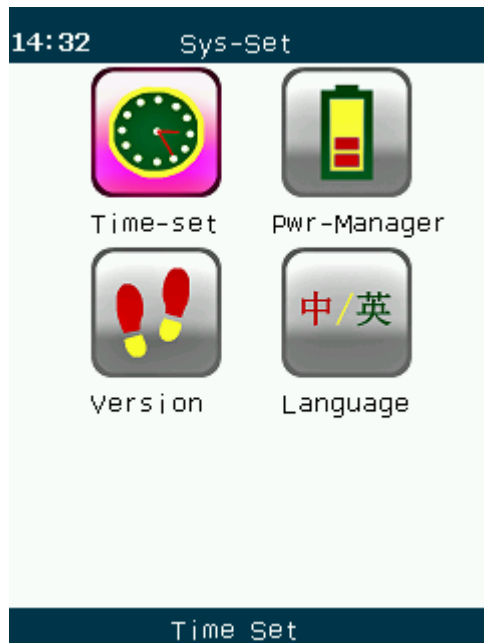 14:32 Sys-Set
Time-set Pwr-Manager
中/英
Version Language
Time Set